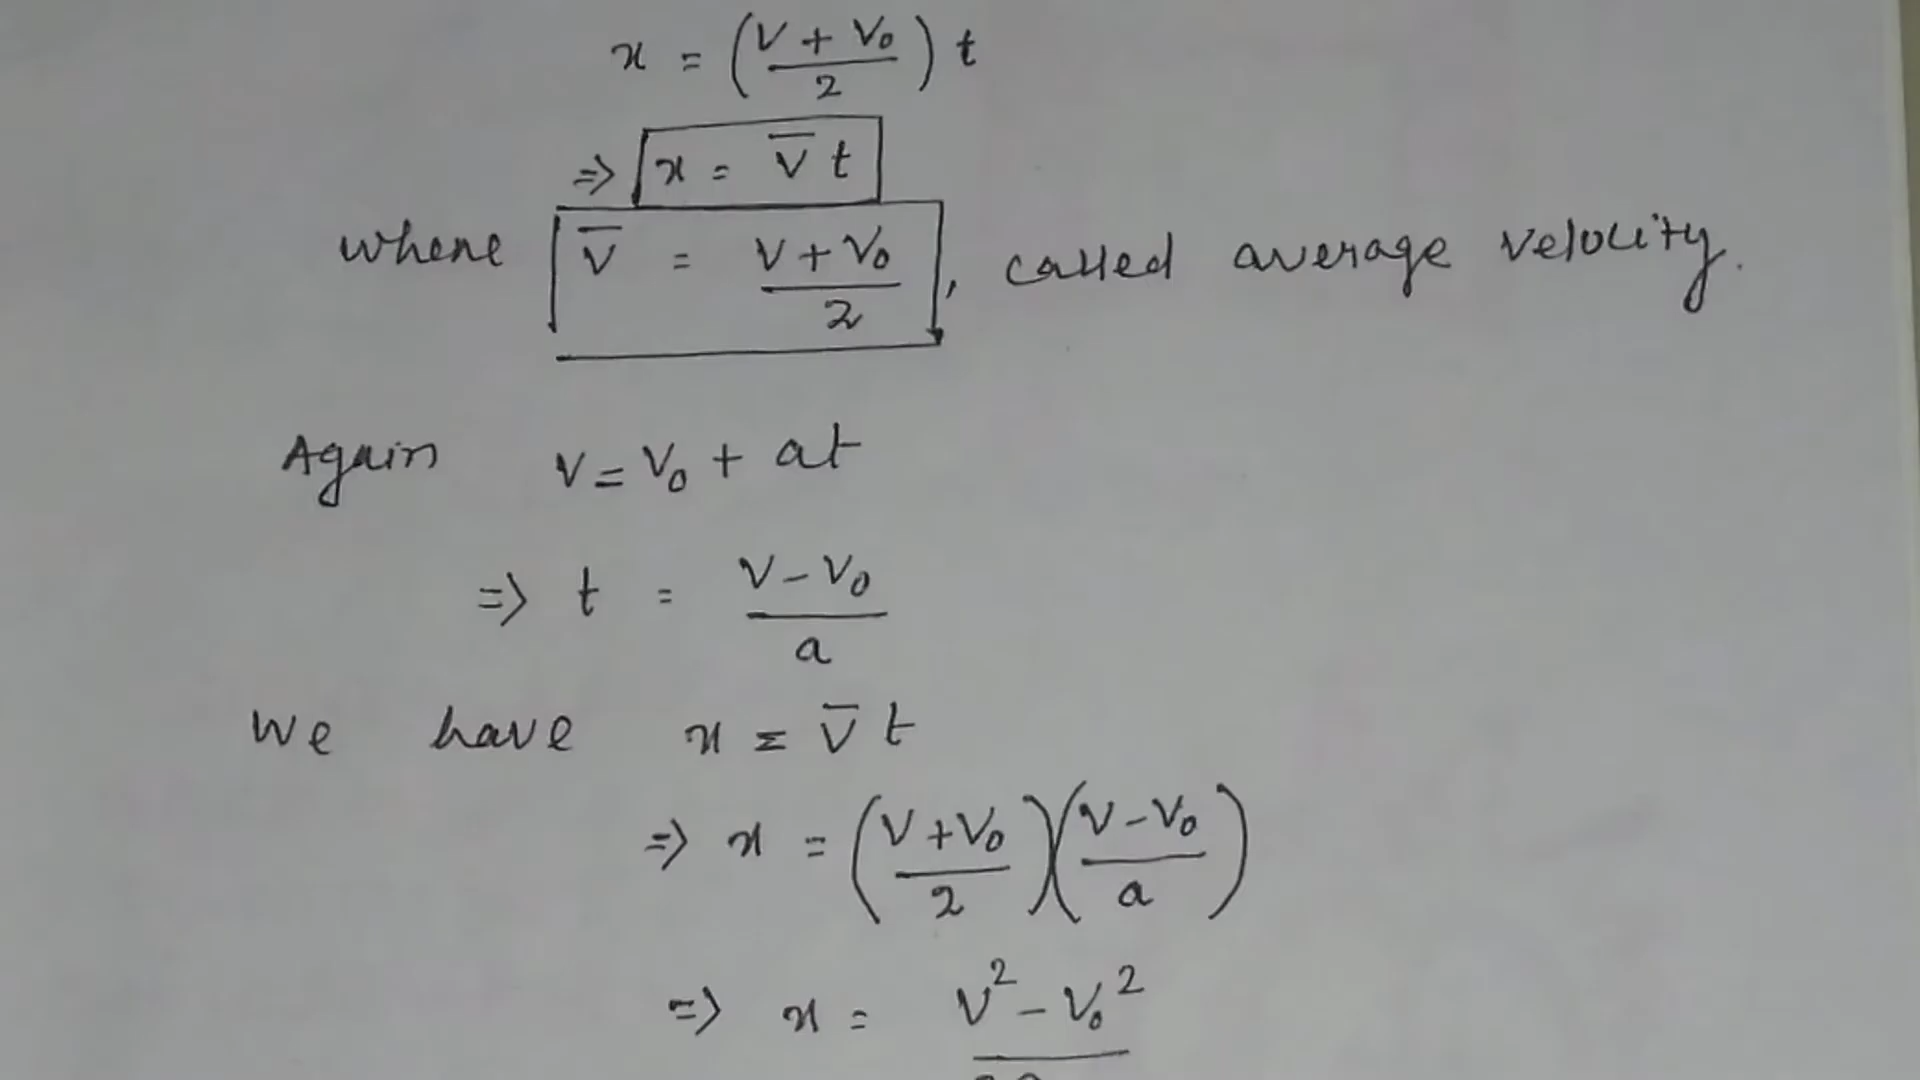 x = (v + v₀ / 2) t
⇒ x = v̄ t
where v̄ = v + v₀ / 2, called average velocity.
Again v = v₀ + at
⇒ t = v - v₀ / a
We have x = v̄ t
⇒ x = (v + v₀ / 2)(v - v₀ / a)
⇒ x = v² - v₀²